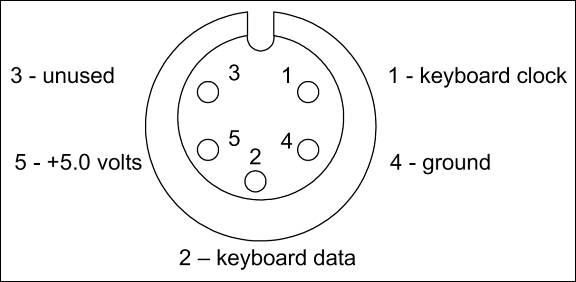 3 - unused
3
1
1 - keyboard clock
5 - +5.0 volts
5
2
4
4 - ground
2 – keyboard data